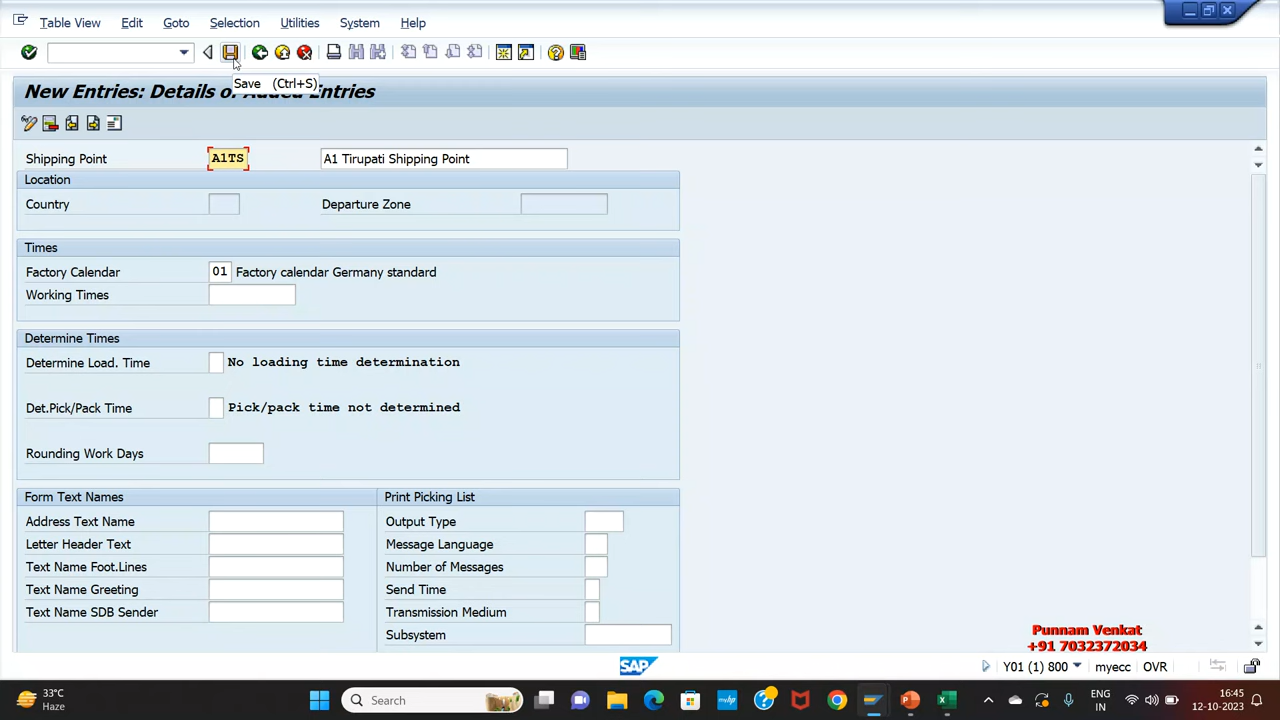 Table View Edit Goto Selection Utilities System Help
Save (Ctrl+S)
New Entries: Details of Added Entries
Shipping Point A1TS A1 Tirupati Shipping Point
Location
Country Departure Zone
Times
Factory Calendar 01 Factory calendar Germany standard
Working Times
Determine Times
Determine Load. Time No loading time determination
Det.Pick/Pack Time Pick/pack time not determined
Rounding Work Days
Form Text Names Print Picking List
Address Text Name Output Type
Letter Header Text Message Language
Text Name Foot.Lines Number of Messages
Text Name Greeting Send Time
Text Name SDB Sender Transmission Medium
Subsystem
Punnam Venkat
+91 7032372034
SAP Y01 (1) 800 myecc OVR
33°C
Haze
Search
ENG
IN
16:45
12-10-2023